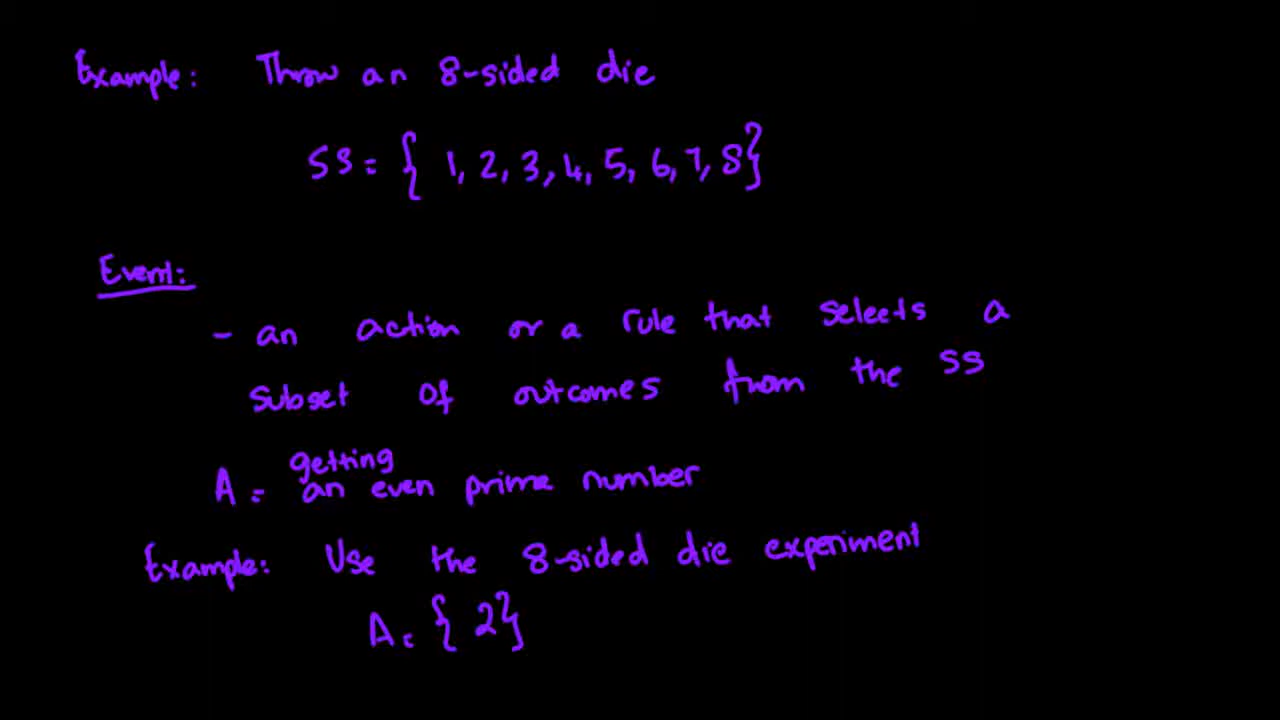 Example: Throw an 8-sided die
SS = { 1, 2, 3, 4, 5, 6, 7, 8}
Event:
- an action or a rule that selects a
subset of outcomes from the SS
getting
A = an even prime number
Example: Use the 8-sided die experiment
A = { 2}